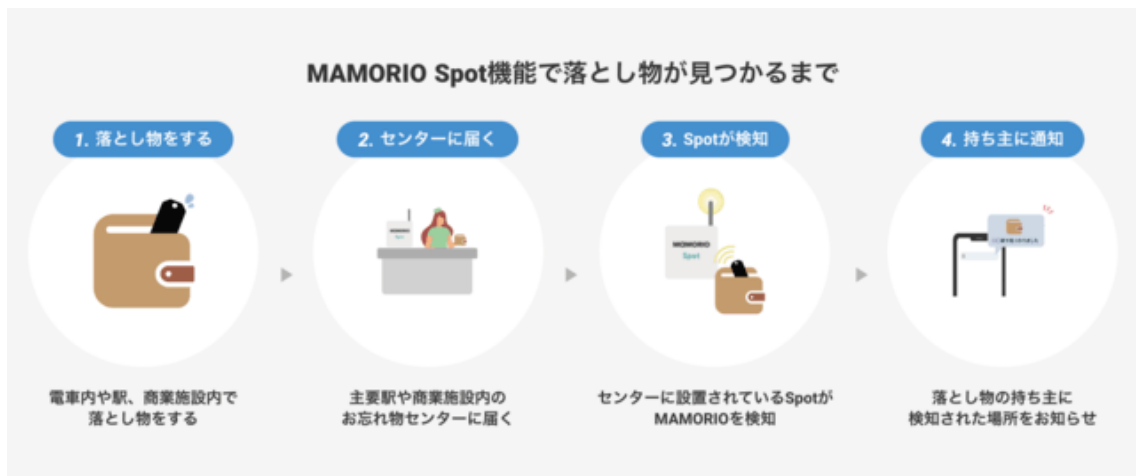 MAMORIO Spot機能で落とし物が見つかるまで
1. 落とし物をする
2. センターに届く
3. Spotが検知
4. 持ち主に通知
MAMORIO
Spot
MAMORIO
Spot
電車内や駅、商業施設内で
落とし物をする
主要駅や商業施設内の
お忘れ物センターに届く
センターに設置されているSpotが
MAMORIOを検知
落とし物の持ち主に
検知された場所をお知らせ